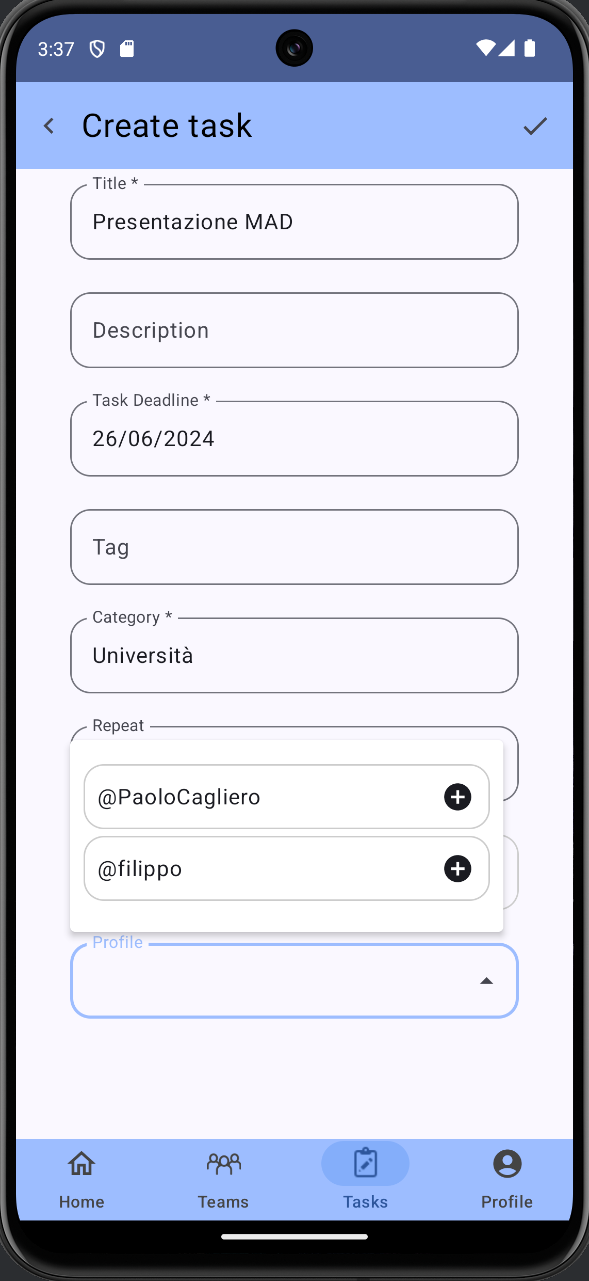 3:37
Create task
Title *
Presentazione MAD
Description
Task Deadline *
26/06/2024
Tag
Category *
Università
Repeat
@PaoloCagliero
@filippo
Profile
Home Teams Tasks Profile